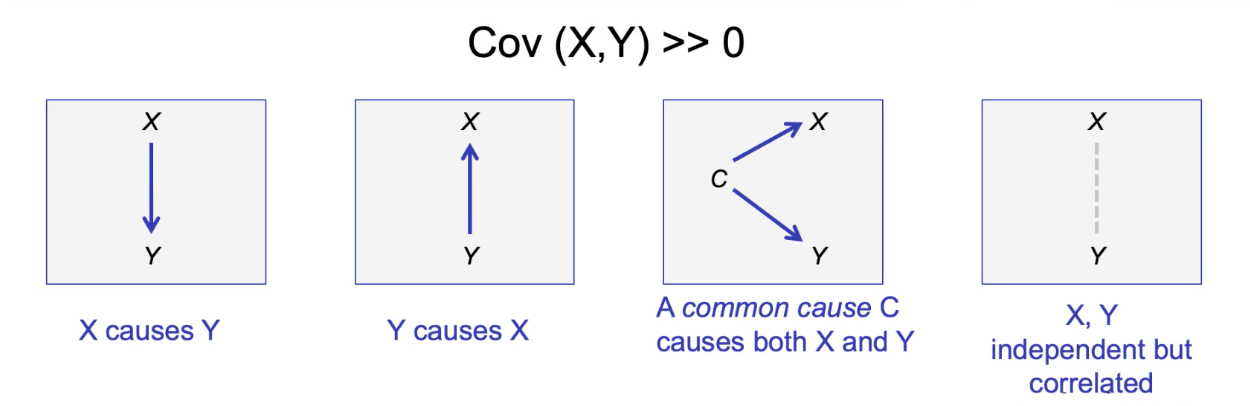 Cov (X,Y) >> 0
X
Y
X causes Y
X
Y
Y causes X
C
X
Y
A common cause C
causes both X and Y
X
Y
X, Y
independent but
correlated